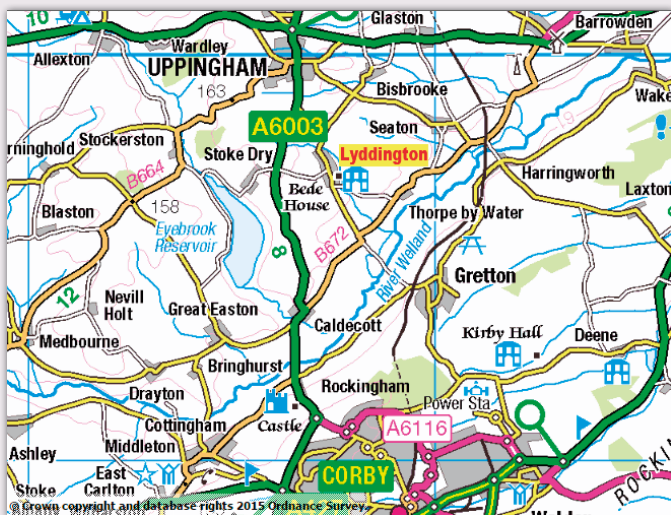 10
Glaston
Barrowden
Wardley
Allexton
UPPINGHAM
163
Bisbrooke
Wake
A6003
Seaton
Stockerston
Stoke Dry
Lyddington
rninghold
B664
Bede
House
Harringworth
Laxton
158
Blaston
Eyebrook
Reservoir
Thorpe by Water
8
B672
River Welland
12
Nevill
Holt
Great Easton
Gretton
Caldecott
Kirby Hall
Deene
Medbourne
Bringhurst
Drayton
Rockingham
Power Sta
Castle
A6116
Cottingham
Middleton
Ashley
CORBY
East
Carlton
Stoke
ROCKIN
© Crown copyright and database rights 2015 Ordnance Survey